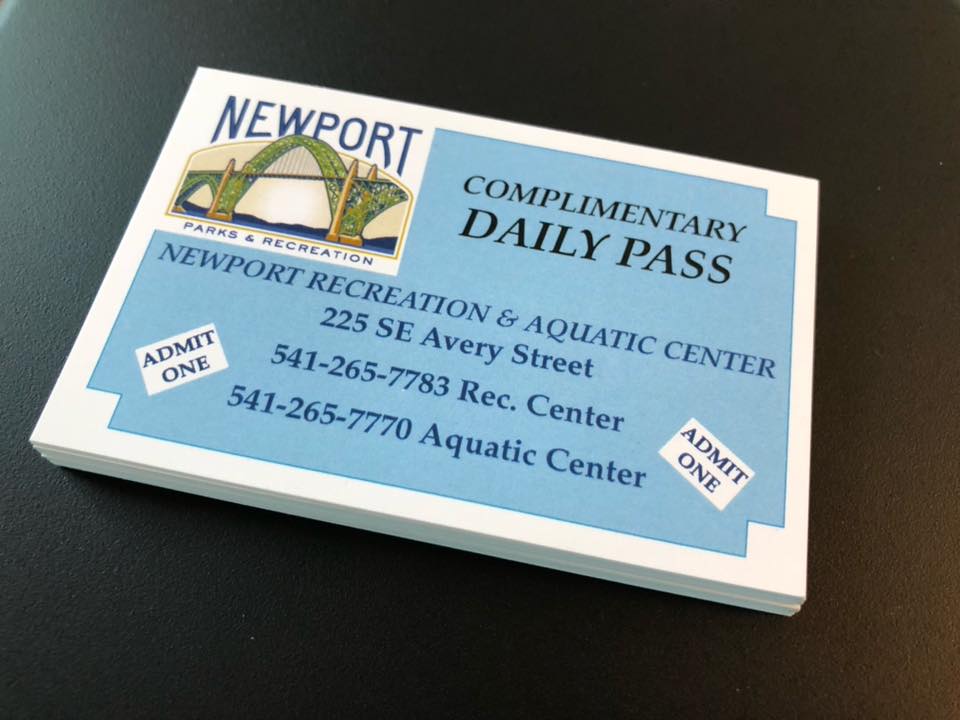 NEWPORT
PARKS & RECREATION
COMPLIMENTARY
DAILY PASS
NEWPORT RECREATION & AQUATIC CENTER
225 SE Avery Street
541-265-7783 Rec. Center
541-265-7770 Aquatic Center
ADMIT
ONE
ADMIT
ONE